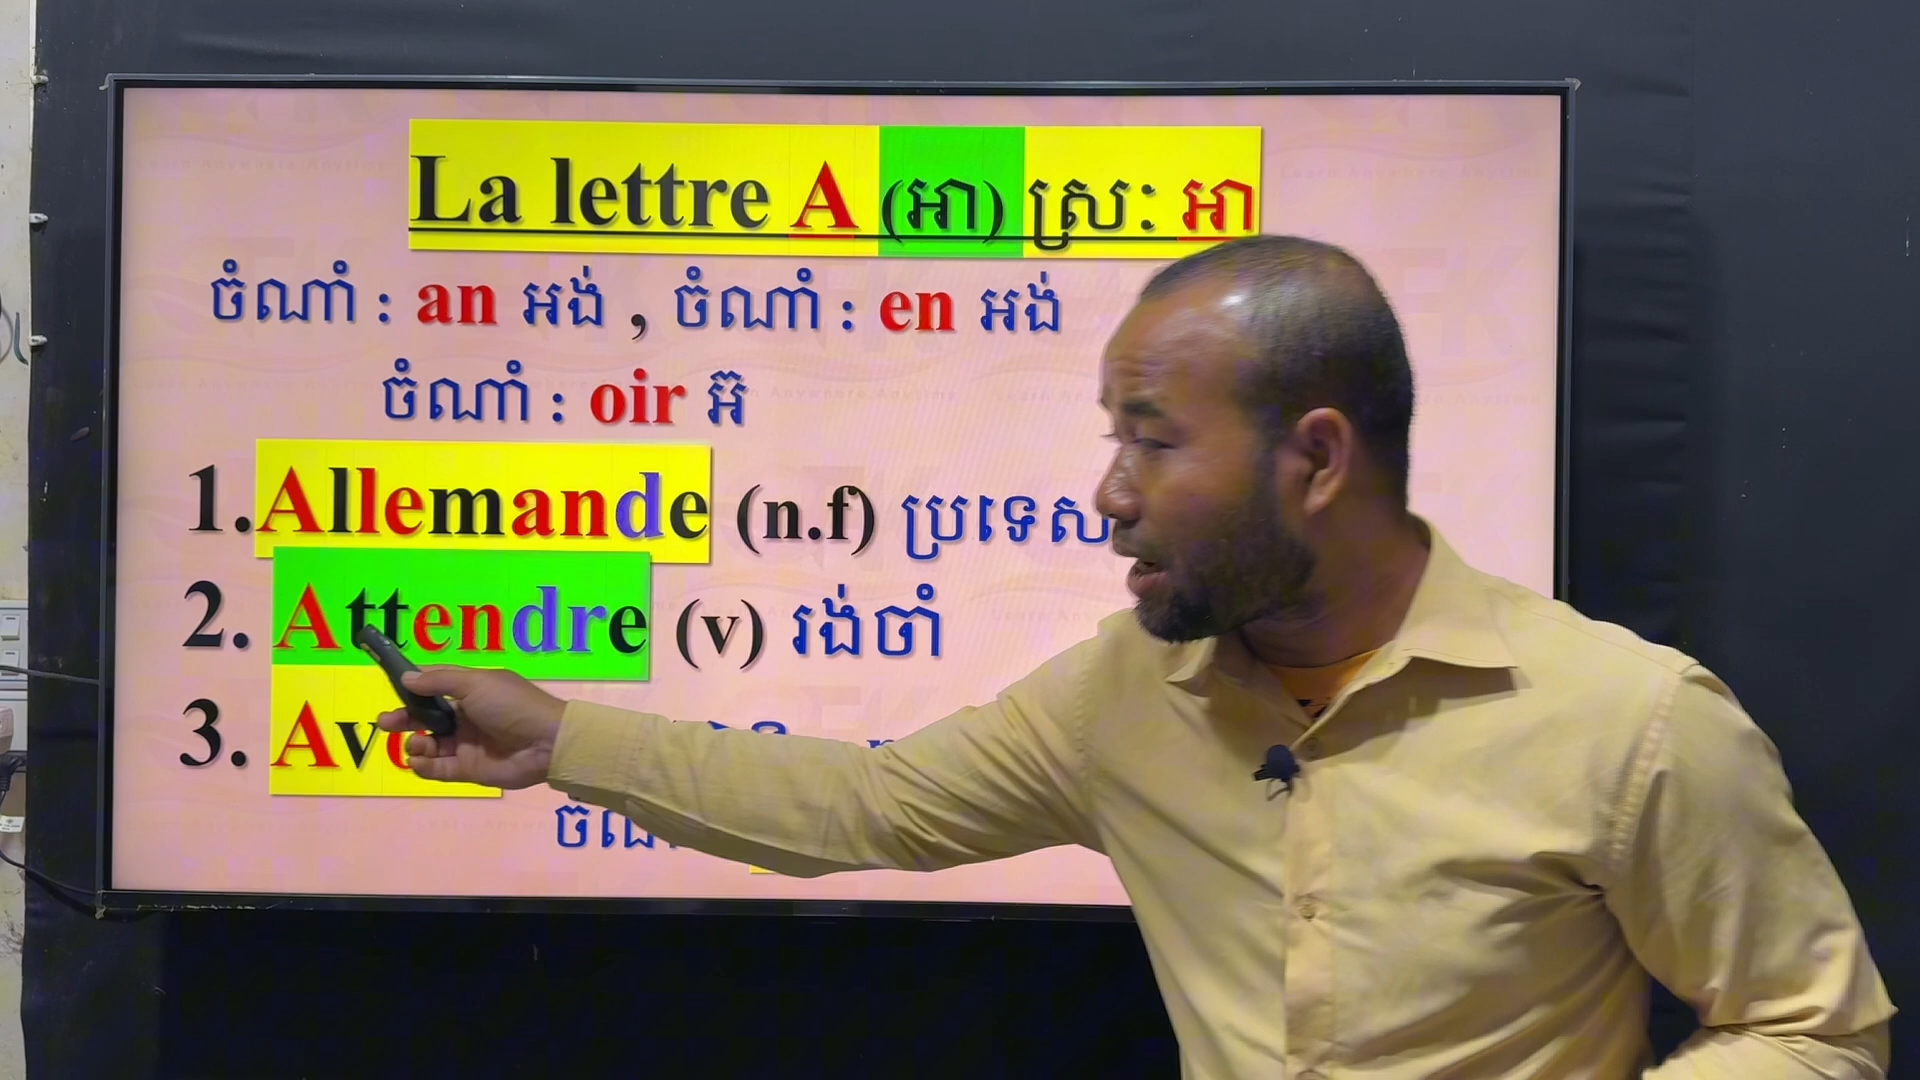 La lettre A (អា) ស្រៈ អា
ចំណាំ : an អង់ , ចំណាំ : en អង់
ចំណាំ : oir អ៊
1.Allemande (n.f) ប្រទេស
2. Attendre (v) រង់ចាំ
3.